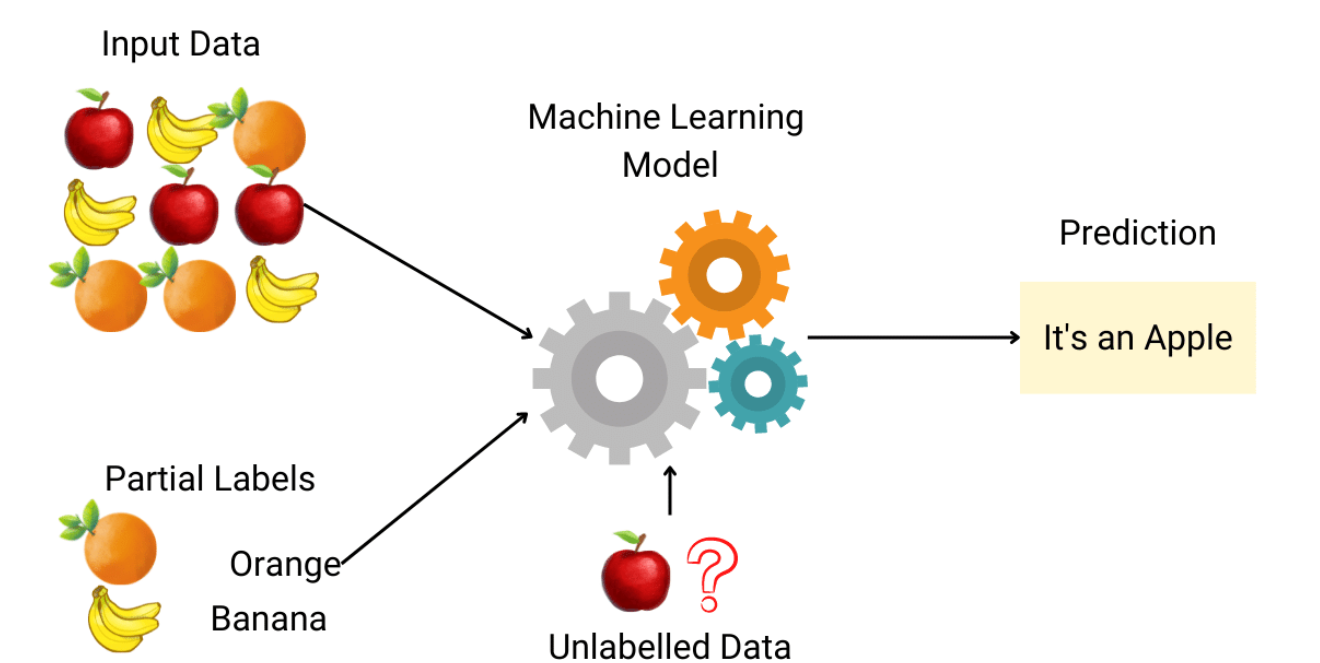 Input Data
Machine Learning
Model
Prediction
It's an Apple
Partial Labels
Orange
Banana
?
Unlabelled Data